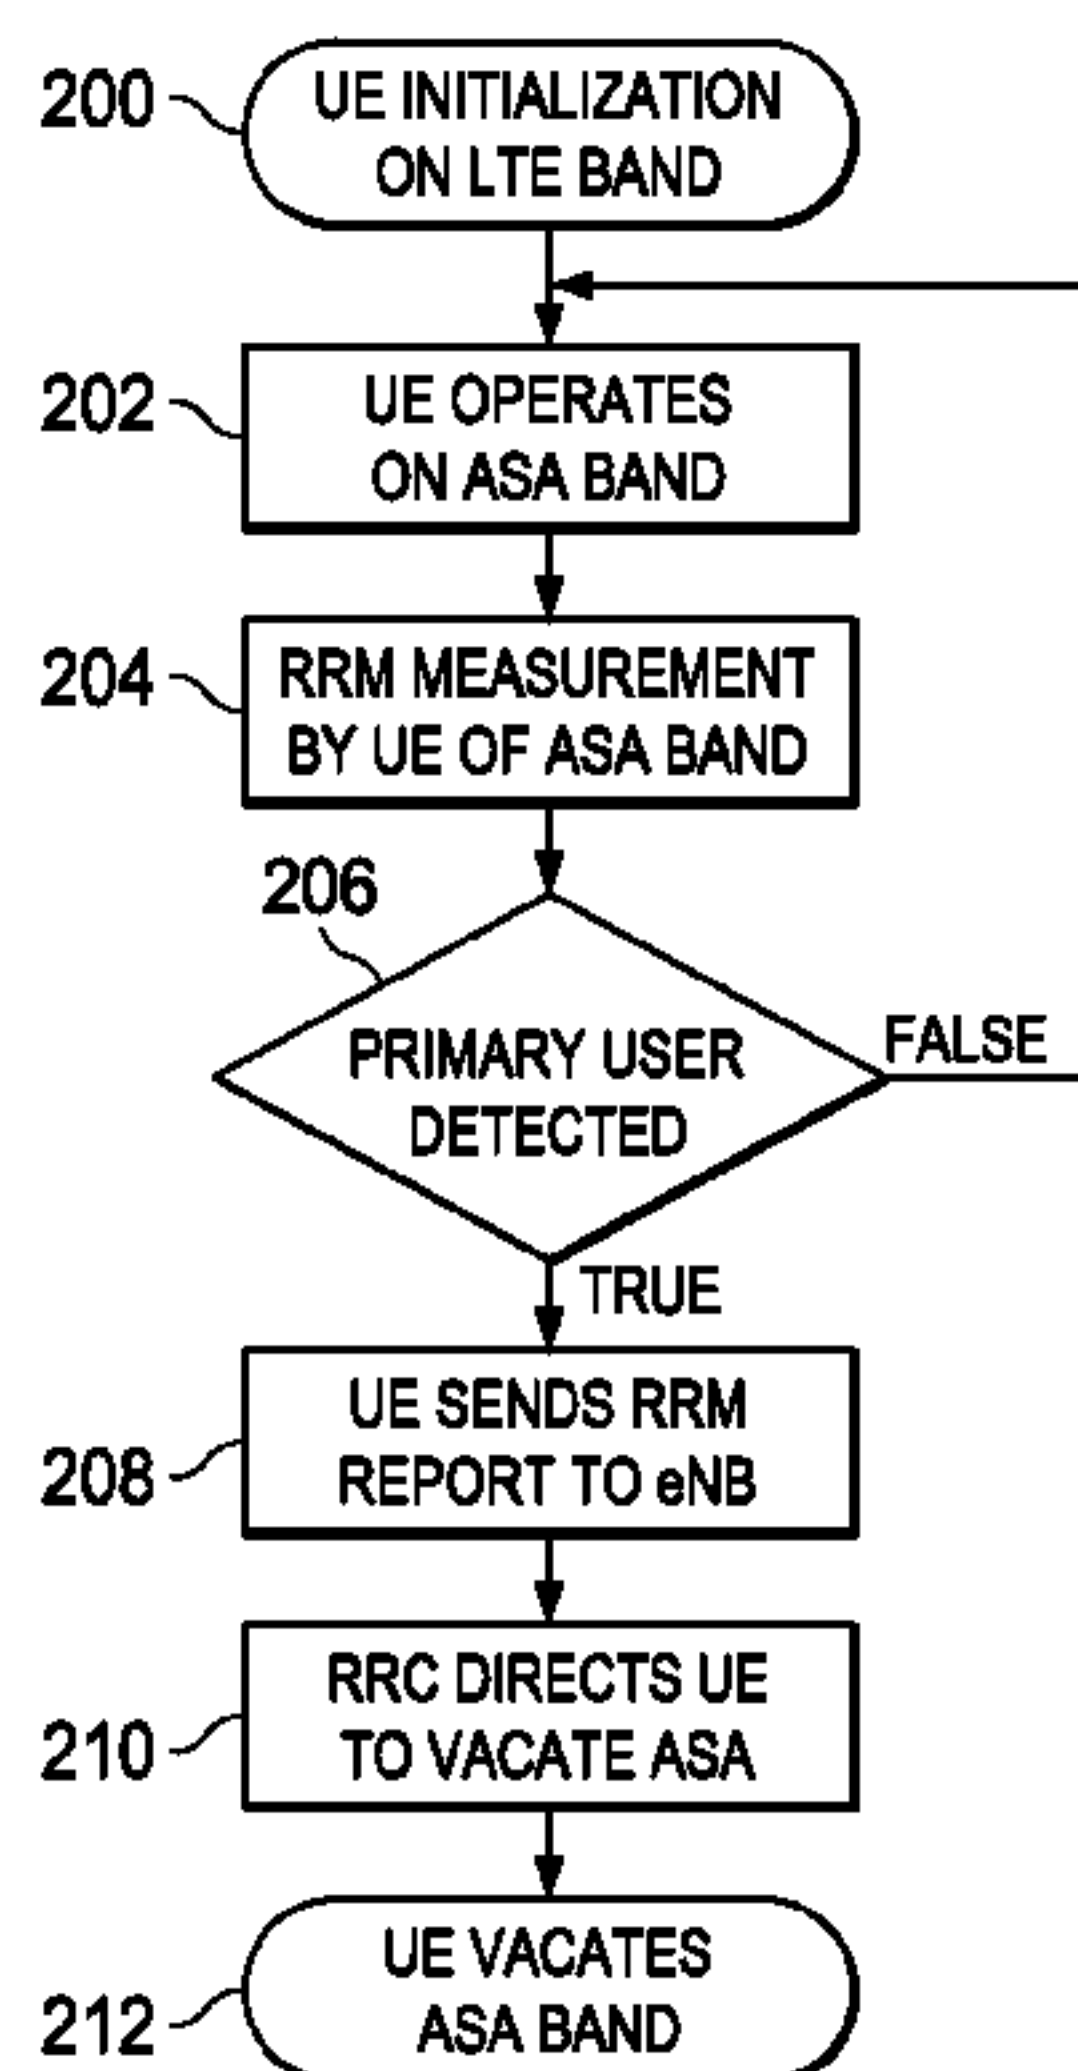 200
UE INITIALIZATION
ON LTE BAND
202
UE OPERATES
ON ASA BAND
204
RRM MEASUREMENT
BY UE OF ASA BAND
206
PRIMARY USER
DETECTED
FALSE
TRUE
208
UE SENDS RRM
REPORT TO eNB
210
RRC DIRECTS UE
TO VACATE ASA
212
UE VACATES
ASA BAND